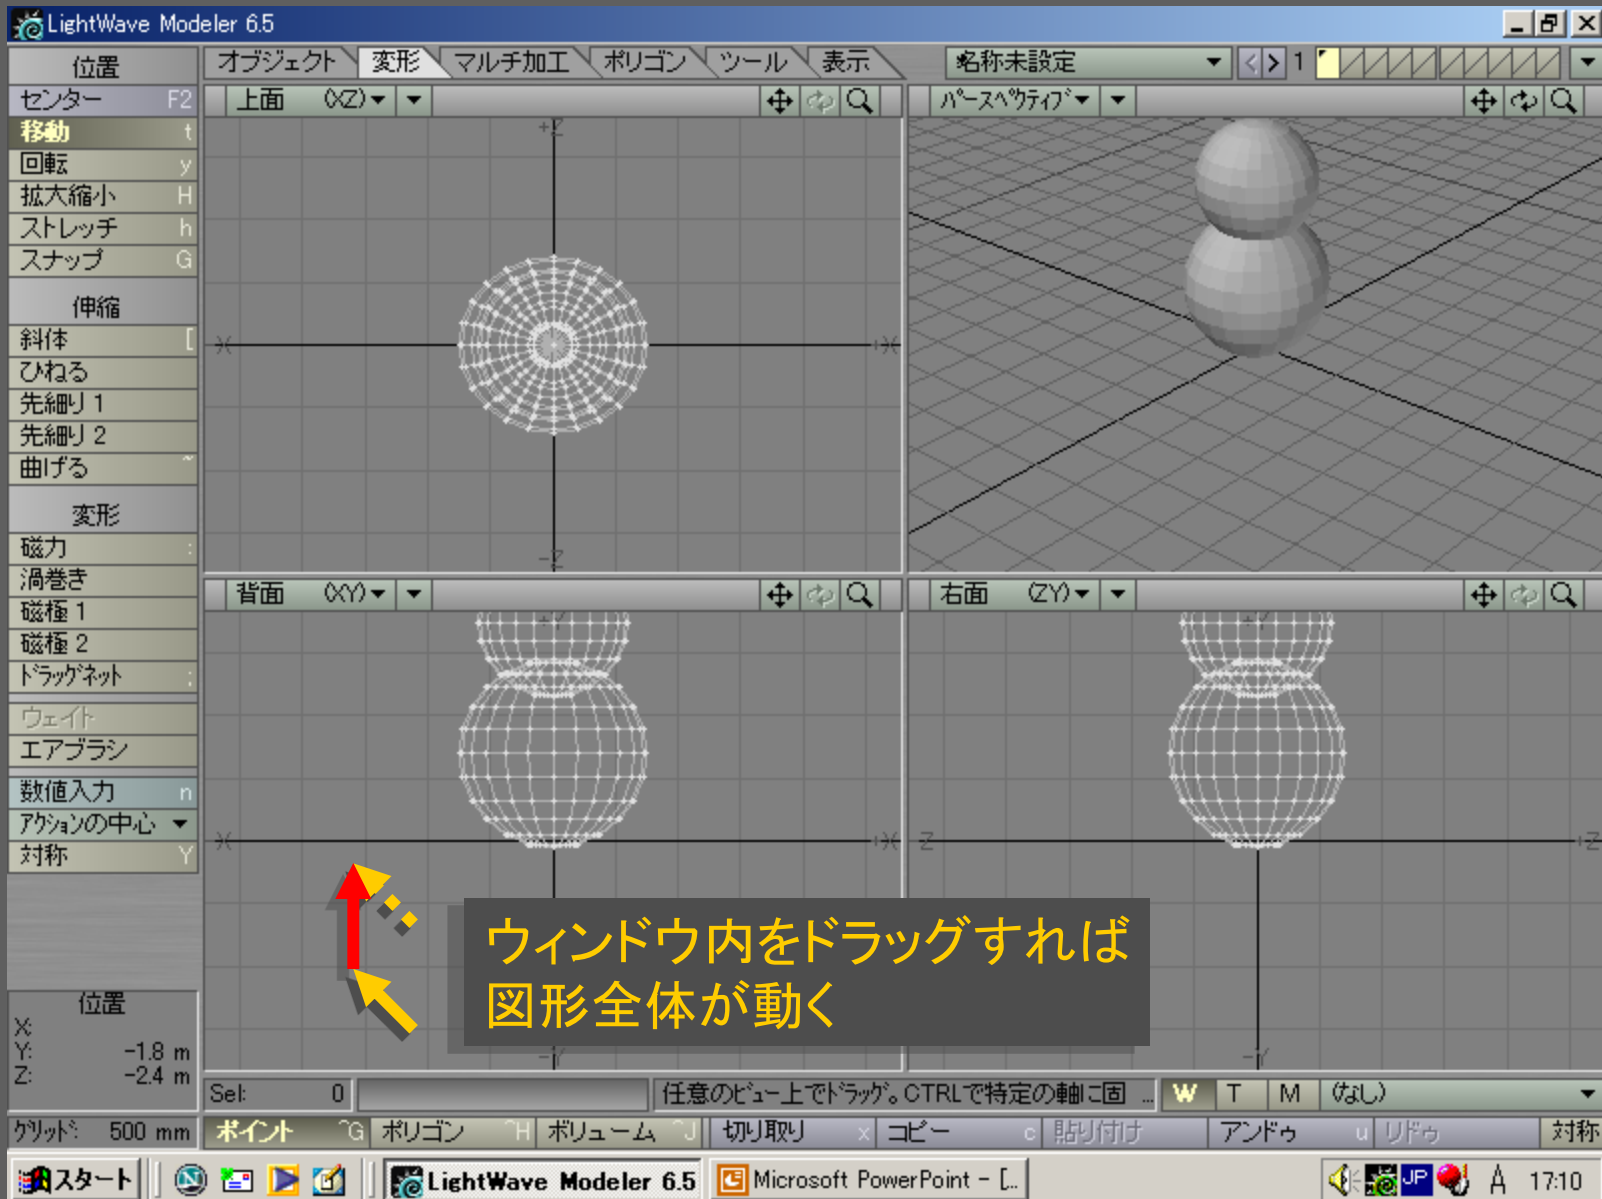 LightWave Modeler 6.5
位置
オブジェクト 変形 マルチ加工 ポリゴン ツール 表示
*名称未設定 1
センター F2
移動 t
回転 y
拡大縮小 H
ストレッチ h
スナップ G
伸縮
斜体 [
ひねる
先細り 1
先細り 2
曲げる ~
変形
磁力 :
渦巻き
磁極 1
磁極 2
ドラッグネット ;
ウェイト
エアブラシ
数値入力 n
アクションの中心
対称 Y
上面 (XZ)
+Z
-X +X
-Z
パースペクティブ
背面 (XY)
+Y
-X +X
-Y
右面 (ZY)
+Y
-Z +Z
-Y
ウィンドウ内をドラッグすれば
図形全体が動く
位置
X:
Y: -1.8 m
Z: -2.4 m
Sel: 0
任意のビュー上でドラッグ。CTRLで特定の軸に固 ...
W T M (なし)
グリッド: 500 mm
ポイント ^G ポリゴン ^H ボリューム ^J 切り取り x コピー c 貼り付け アンドゥ u リドゥ 対称
スタート LightWave Modeler 6.5 Microsoft PowerPoint - [... JP A 17:10